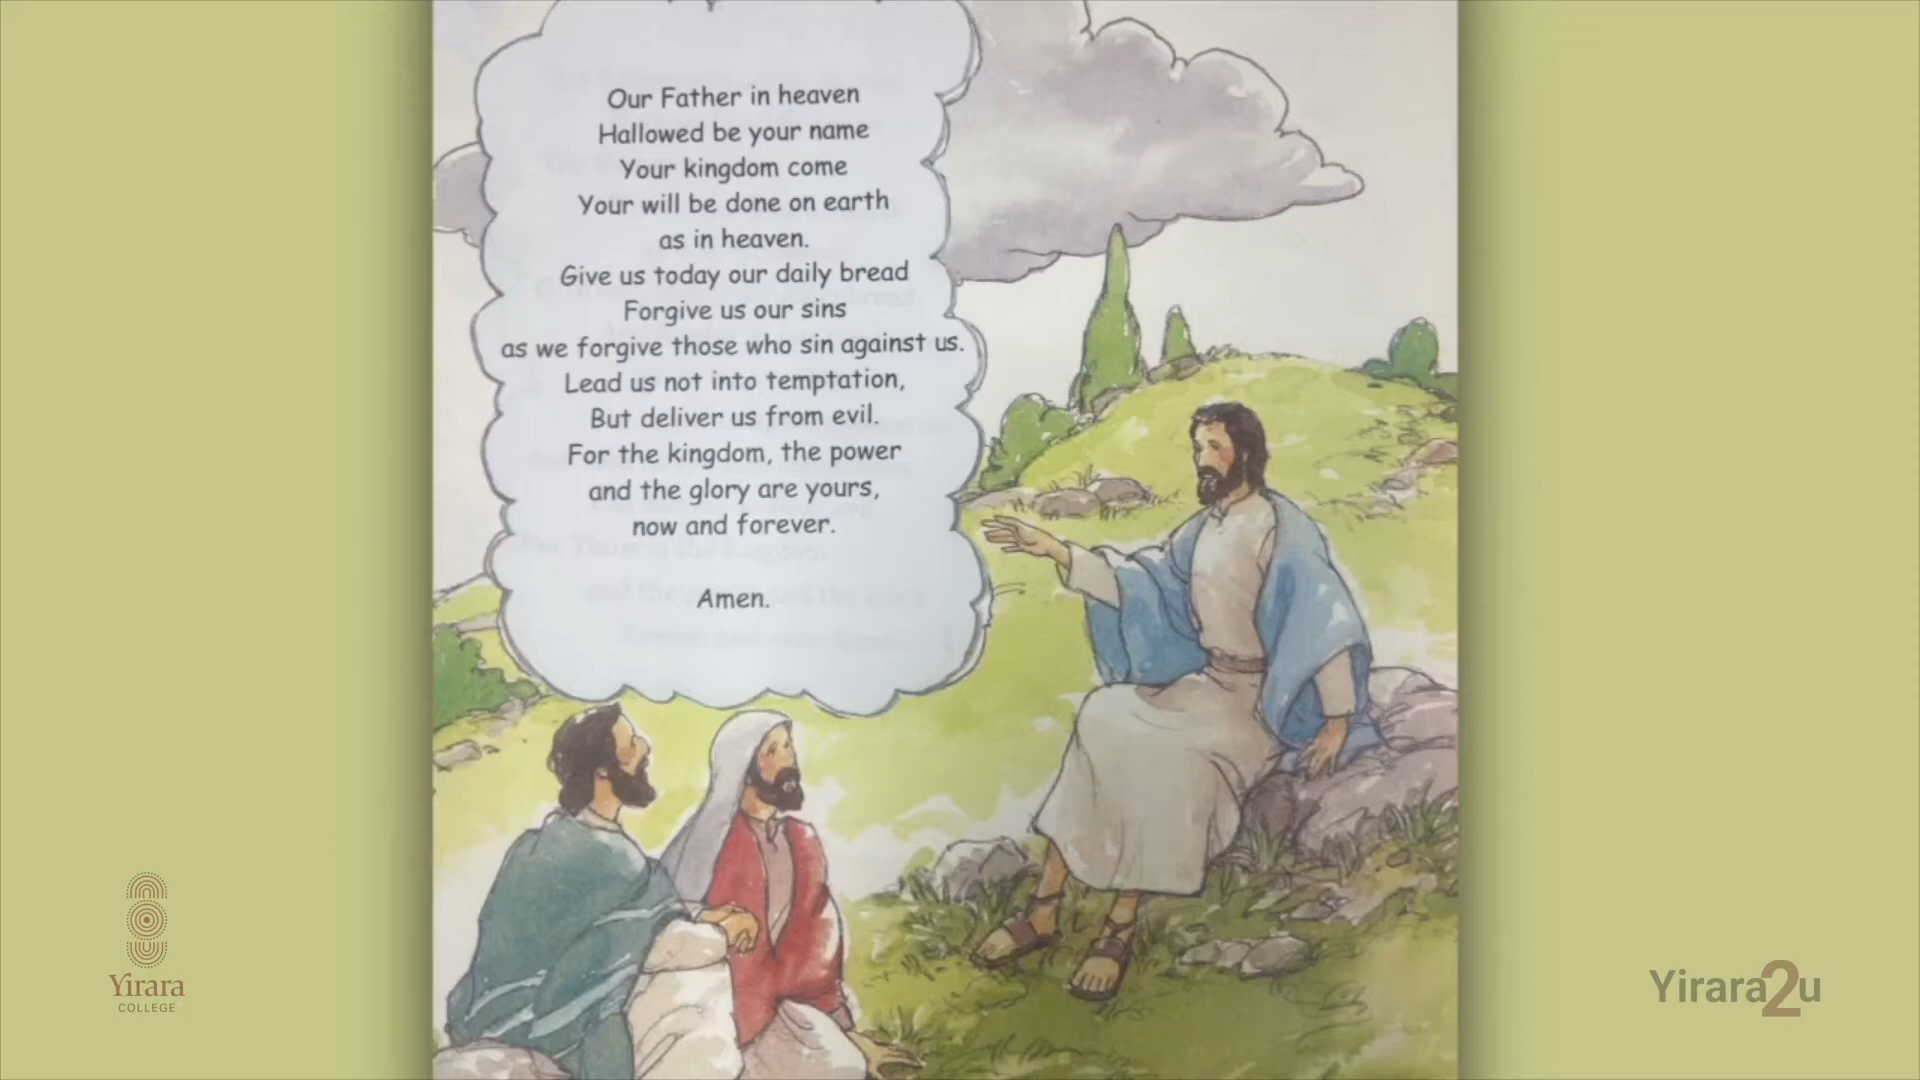 Our Father in heaven
Hallowed be your name
Your kingdom come
Your will be done on earth
as in heaven.
Give us today our daily bread
Forgive us our sins
as we forgive those who sin against us.
Lead us not into temptation,
But deliver us from evil.
For the kingdom, the power
and the glory are yours,
now and forever.
Amen.
Yirara
COLLEGE
Yirara2u